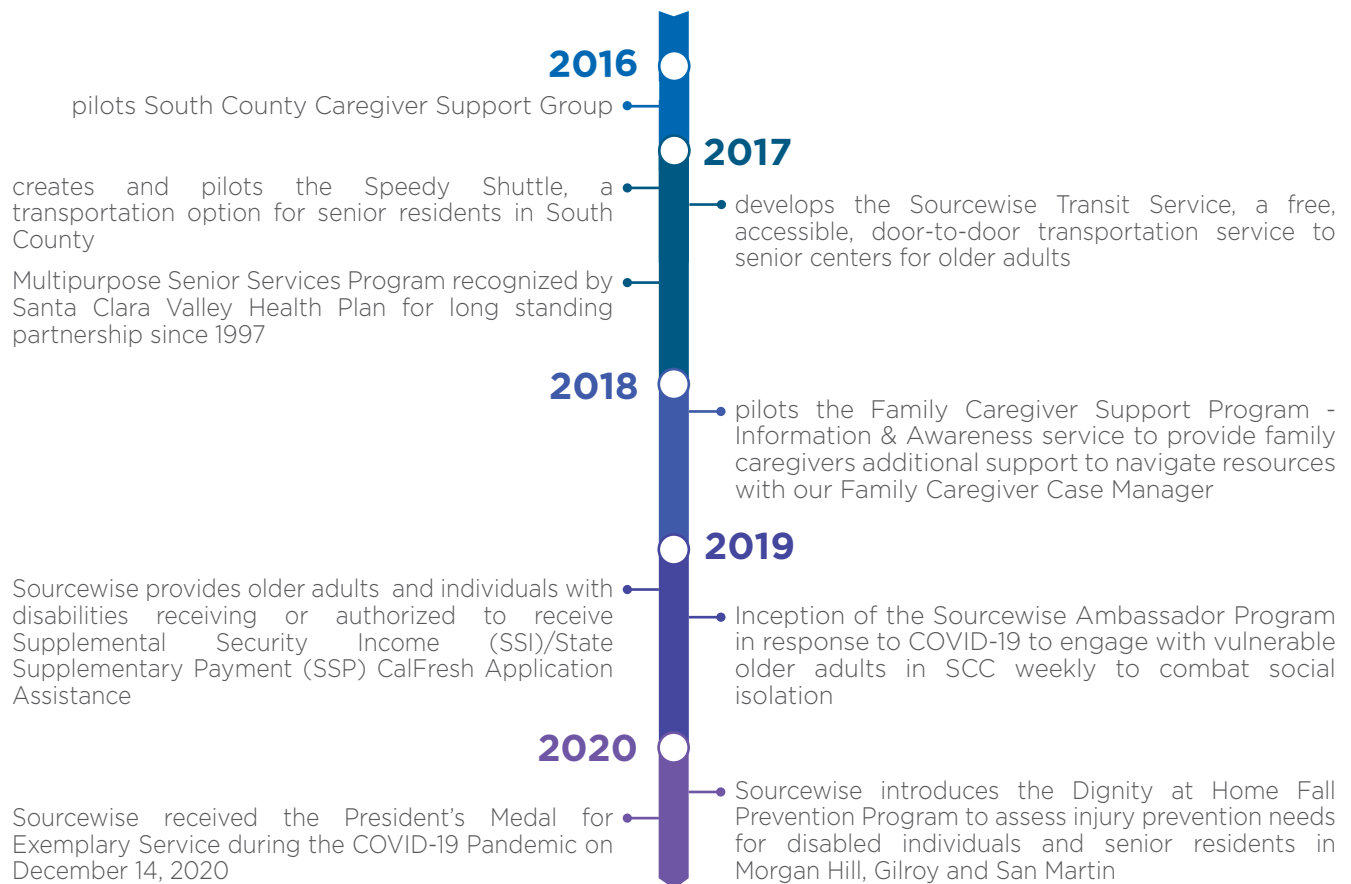 2016
pilots South County Caregiver Support Group
2017
creates and pilots the Speedy Shuttle, a
transportation option for senior residents in South
County
develops the Sourcewise Transit Service, a free,
accessible, door-to-door transportation service to
senior centers for older adults
Multipurpose Senior Services Program recognized by
Santa Clara Valley Health Plan for long standing
partnership since 1997
2018
pilots the Family Caregiver Support Program -
Information & Awareness service to provide family
caregivers additional support to navigate resources
with our Family Caregiver Case Manager
2019
Sourcewise provides older adults and individuals with
disabilities receiving or authorized to receive
Supplemental Security Income (SSI)/State
Supplementary Payment (SSP) CalFresh Application
Assistance
Inception of the Sourcewise Ambassador Program
in response to COVID-19 to engage with vulnerable
older adults in SCC weekly to combat social
isolation
2020
Sourcewise introduces the Dignity at Home Fall
Prevention Program to assess injury prevention needs
for disabled individuals and senior residents in
Morgan Hill, Gilroy and San Martin
Sourcewise received the President's Medal for
Exemplary Service during the COVID-19 Pandemic on
December 14, 2020